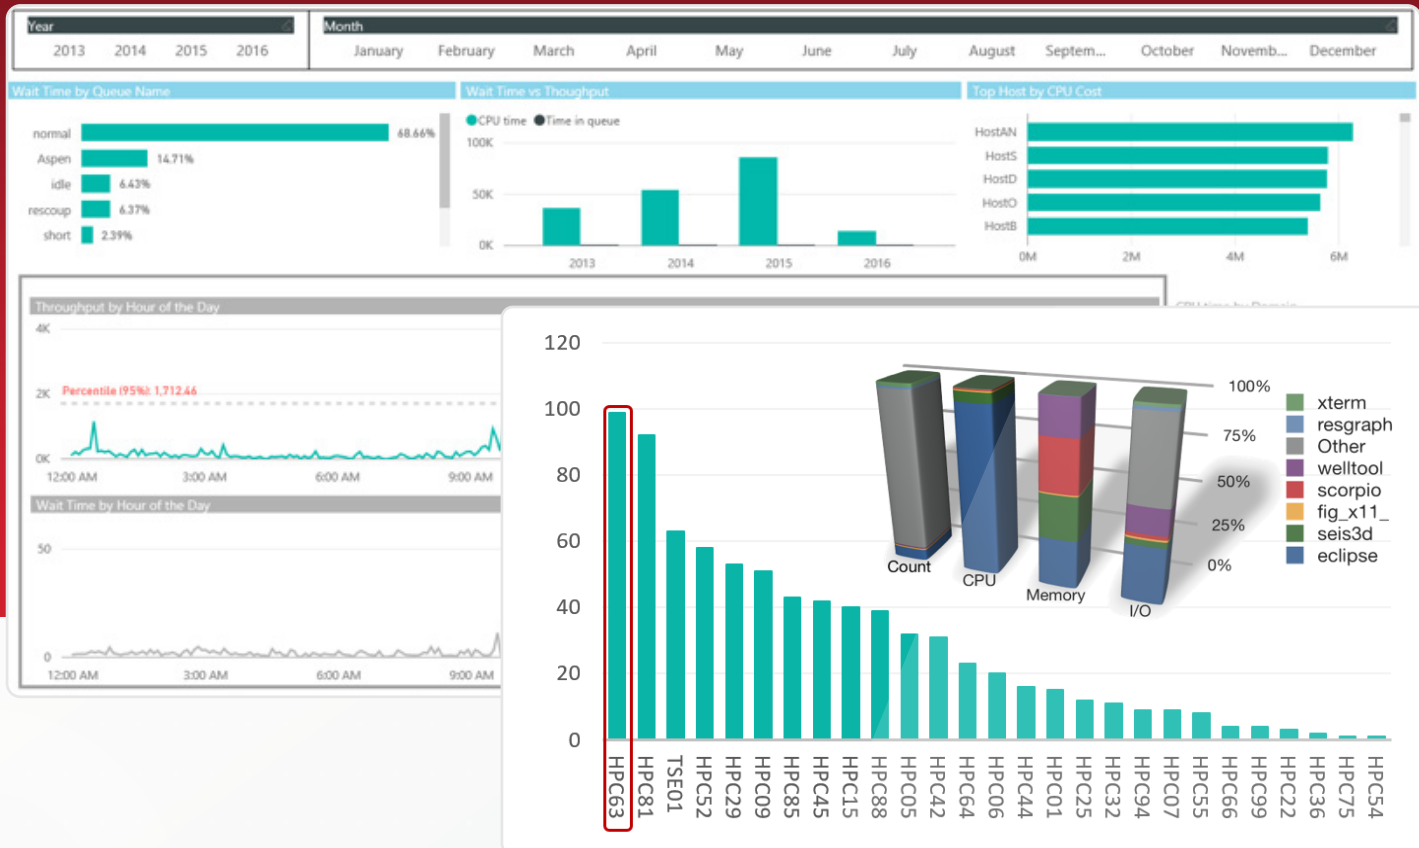 Year
2013 2014 2015 2016
Month
January February March April May June July August Septem... October Novemb... December
Wait Time by Queue Name
normal 68.66%
Aspen 14.71%
idle 6.43%
rescoup 6.37%
short 2.39%
Wait Time vs Thoughput
CPU time Time in queue
100K
50K
0K
2013 2014 2015 2016
Top Host by CPU Cost
HostAN
HostS
HostD
HostO
HostB
0M 2M 4M 6M
Throughput by Hour of the Day
4K
2K
Percentile (95%): 1,712.46
0K
12:00 AM 3:00 AM 6:00 AM 9:00 AM
Wait Time by Hour of the Day
50
0
12:00 AM 3:00 AM 6:00 AM 9:00 AM
CPU time by Domain
120
100
80
60
40
20
0
HPC63
HPC81
TSE01
HPC52
HPC29
HPC09
HPC85
HPC45
HPC15
HPC88
HPC05
HPC42
HPC64
HPC06
HPC44
HPC01
HPC25
HPC32
HPC94
HPC07
HPC55
HPC66
HPC99
HPC22
HPC36
HPC75
HPC54
100%
75%
50%
25%
0%
Count
CPU
Memory
I/O
xterm
resgraph
Other
welltool
scorpio
fig_x11_
seis3d
eclipse